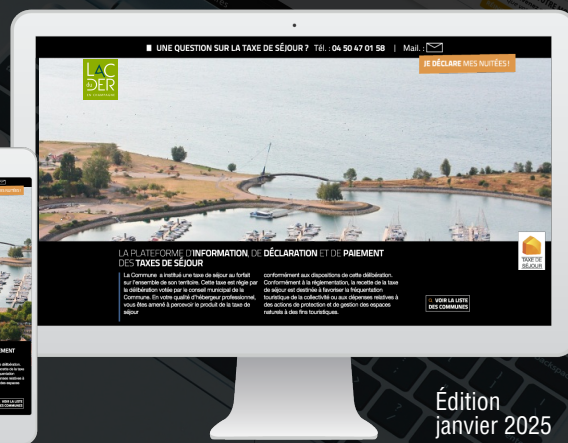 UNE QUESTION SUR LA TAXE DE SÉJOUR ? Tél. : 04 50 47 01 58 | Mail. :
JE DÉCLARE MES NUITÉES !
LAC
du
DER
EN CHAMPAGNE
LA PLATEFORME D'INFORMATION, DE DÉCLARATION ET DE PAIEMENT
DES TAXES DE SÉJOUR
La Commune a institué une taxe de séjour au forfait
sur l'ensemble de son territoire. Cette taxe est régie par
la délibération votée par le conseil municipal de la
Commune. En votre qualité d'hébergeur professionnel,
vous êtes amené à percevoir le produit de la taxe de
séjour
conformément aux dispositions de cette délibération.
Conformément à la réglementation, la recette de la taxe
de séjour est destinée à favoriser la fréquentation
touristique de la collectivité ou aux dépenses relatives à
des actions de protection et de gestion des espaces
naturels à des fins touristiques.
TAXE DE
SÉJOUR
VOIR LA LISTE
DES COMMUNES
Édition
janvier 2025